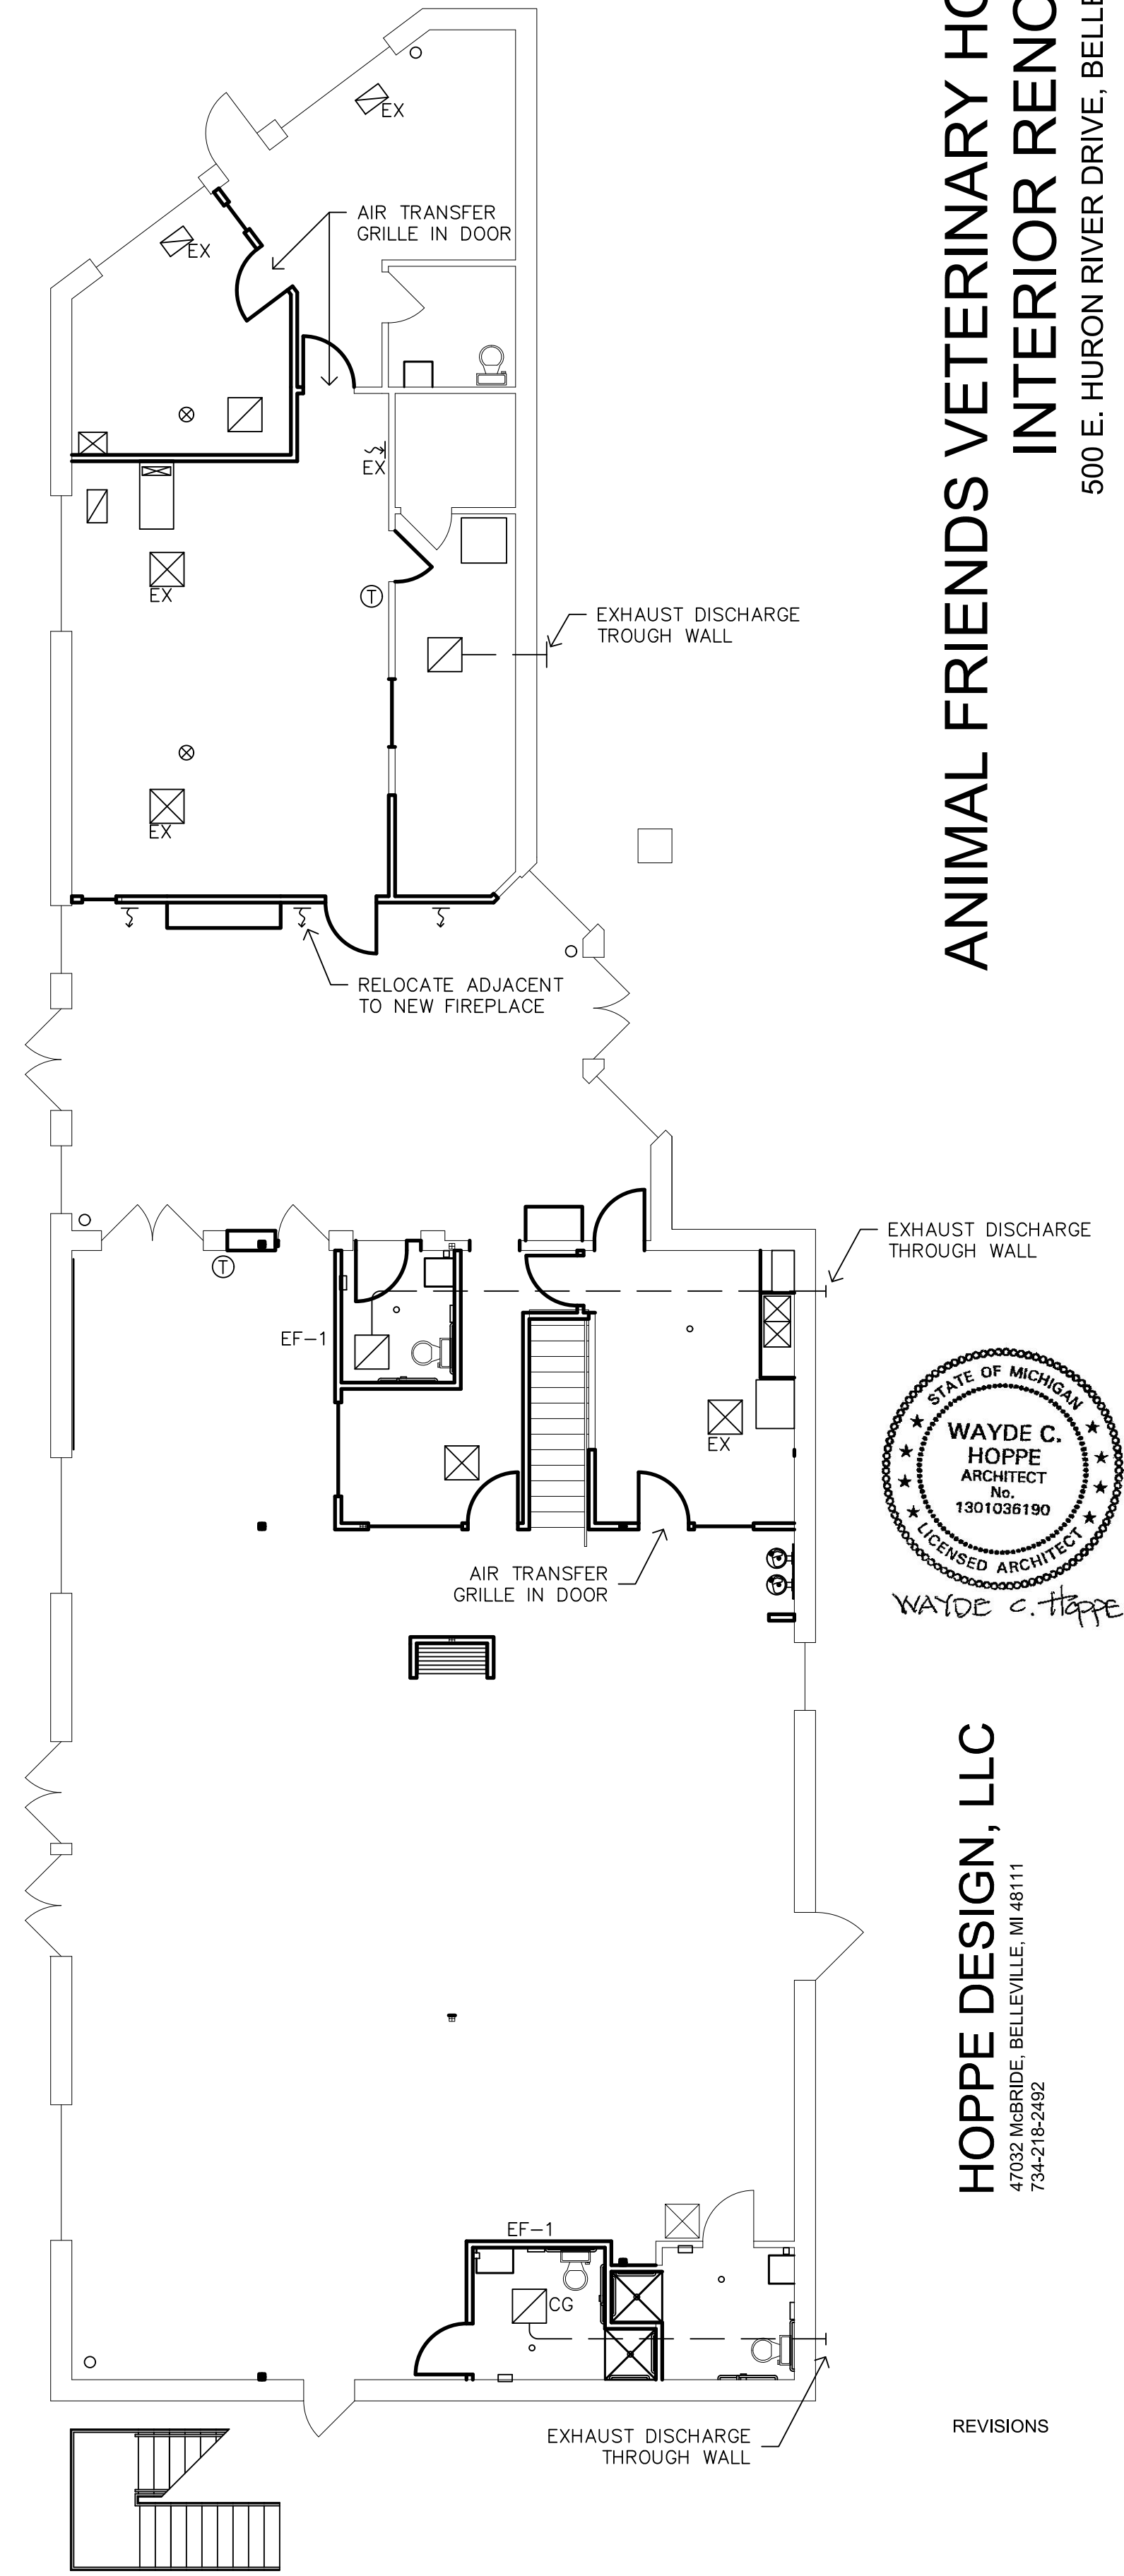 EX
AIR TRANSFER
GRILLE IN DOOR
EX
EX
EX
T
EXHAUST DISCHARGE
TROUGH WALL
EX
RELOCATE ADJACENT
TO NEW FIREPLACE
EXHAUST DISCHARGE
THROUGH WALL
T
EF-1
EX
AIR TRANSFER
GRILLE IN DOOR
EF-1
CG
EXHAUST DISCHARGE
THROUGH WALL
ANIMAL FRIENDS VETERINARY
INTERIOR
500 E. HURON RIVER DRIVE,
STATE OF MICHIGAN
WAYDE C.
HOPPE
ARCHITECT
No.
1301036190
LICENSED ARCHITECT
WAYDE C. HOPPE
HOPPE DESIGN, LLC
47032 McBRIDE, BELLEVILLE, MI 48111
734-218-2492
REVISIONS